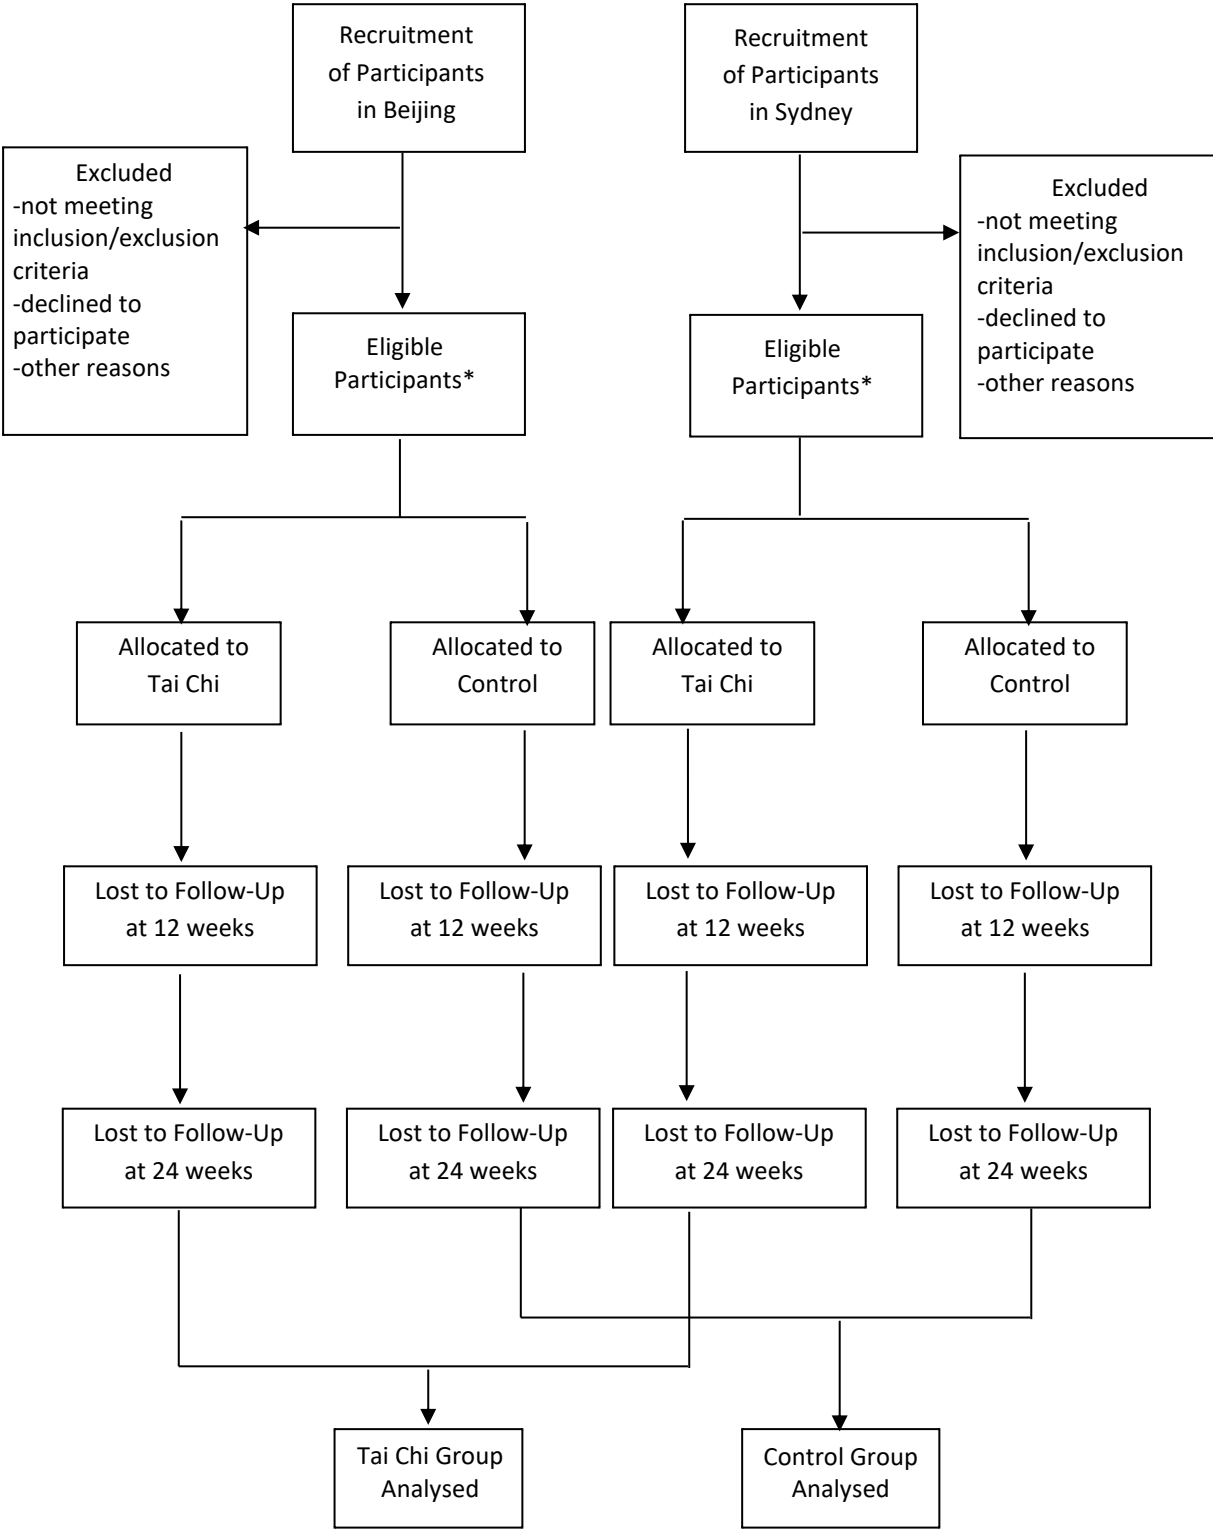 Recruitment
of Participants
in Beijing
Recruitment
of Participants
in Sydney
Excluded
-not meeting
inclusion/exclusion
criteria
-declined to
participate
-other reasons
Excluded
-not meeting
inclusion/exclusion
criteria
-declined to
participate
-other reasons
Eligible
Participants*
Eligible
Participants*
Allocated to
Tai Chi
Allocated to
Control
Allocated to
Tai Chi
Allocated to
Control
Lost to Follow-Up
at 12 weeks
Lost to Follow-Up
at 12 weeks
Lost to Follow-Up
at 12 weeks
Lost to Follow-Up
at 12 weeks
Lost to Follow-Up
at 24 weeks
Lost to Follow-Up
at 24 weeks
Lost to Follow-Up
at 24 weeks
Lost to Follow-Up
at 24 weeks
Tai Chi Group
Analysed
Control Group
Analysed